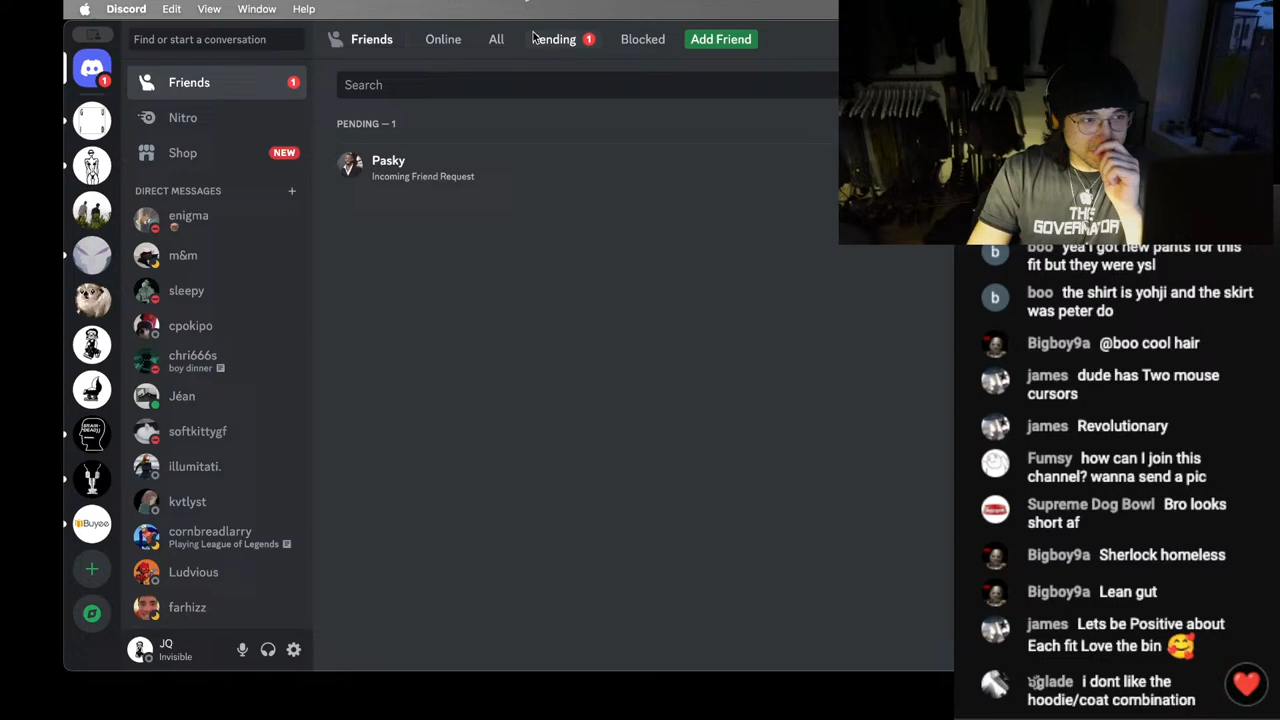 Discord Edit View Window Help
Find or start a conversation
Friends Online All Pending 1 Blocked Add Friend
1
Friends 1
Search
Nitro
PENDING — 1
Shop NEW
Pasky
Incoming Friend Request
DIRECT MESSAGES +
enigma
m&m
sleepy
cpokipo
chri666s
boy dinner
Jéan
softkittygf
illumitati.
kvtlyst
cornbreadlarry
Playing League of Legends
Ludvious
farhizz
JQ
Invisible
BRAIN
DEAD
Buyee
THE
GOVERNATOR
boo yea I got new pants for this
fit but they were ysl
b
boo the shirt is yohji and the skirt
was peter do
b
Bigboy9a @boo cool hair
james dude has Two mouse
cursors
james Revolutionary
Fumsy how can I join this
channel? wanna send a pic
Supreme Dog Bowl Bro looks
short af
Bigboy9a Sherlock homeless
Bigboy9a Lean gut
james Lets be Positive about
Each fit Love the bin 🥰
i dont like the
hoodie/coat combination